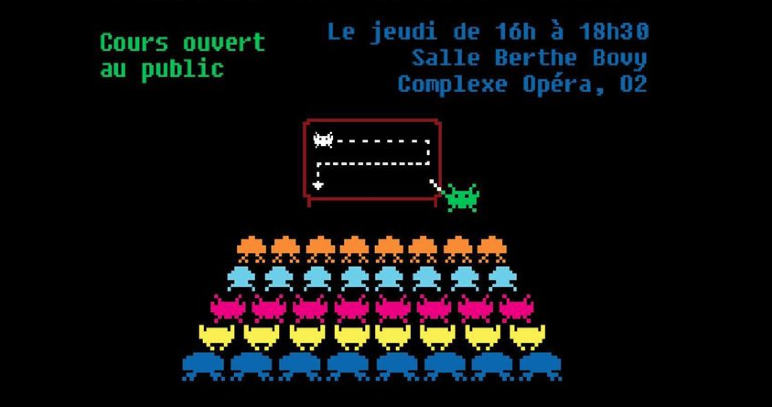 Cours ouvert
au public
Le jeudi de 16h à 18h30
Salle Berthe Bovy
Complexe Opéra, O2